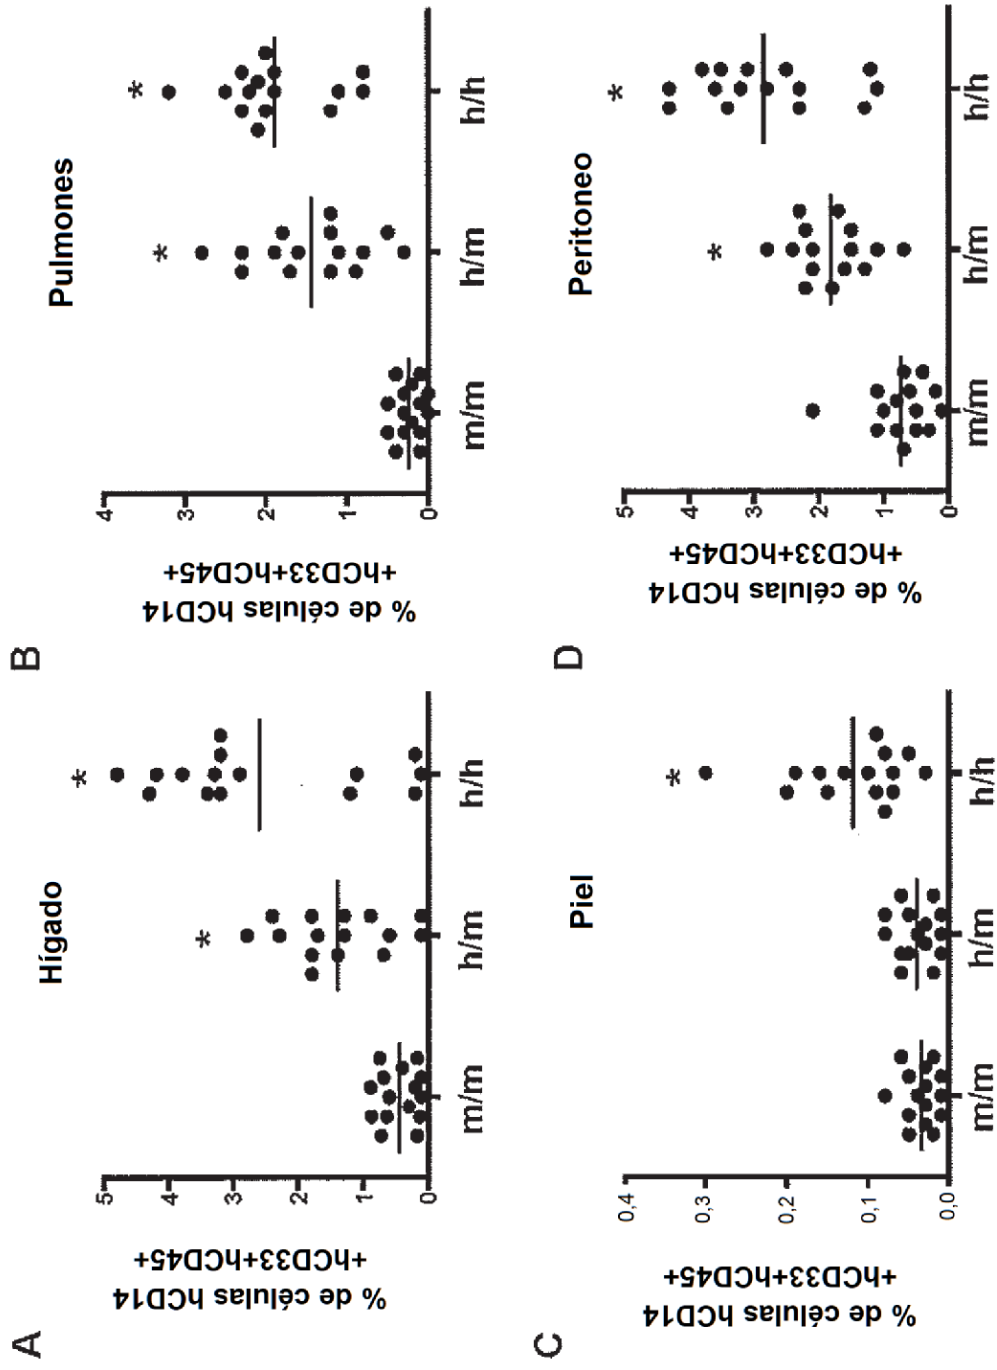 A
Hígado
% de células hCD14
+hCD33+hCD45+
5
4
3
2
1
0
m/m
h/m
*
h/h
*
B
Pulmones
% de células hCD14
+hCD33+hCD45+
4
3
2
1
0
m/m
h/m
*
h/h
*
C
Piel
% de células hCD14
+hCD33+hCD45+
0,4
0,3
0,2
0,1
0,0
m/m
h/m
h/h
*
D
Peritoneo
% de células hCD14
+hCD33+hCD45+
5
4
3
2
1
0
m/m
h/m
*
h/h
*